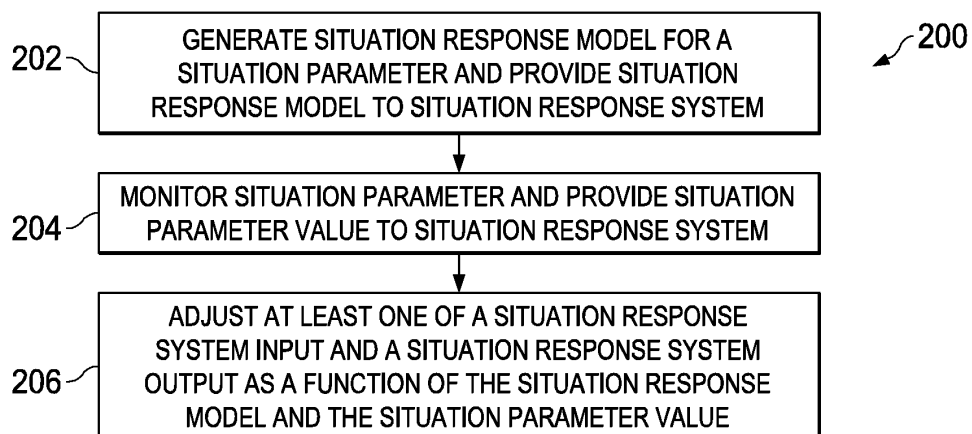 200
202
GENERATE SITUATION RESPONSE MODEL FOR A
SITUATION PARAMETER AND PROVIDE SITUATION
RESPONSE MODEL TO SITUATION RESPONSE SYSTEM
204
MONITOR SITUATION PARAMETER AND PROVIDE SITUATION
PARAMETER VALUE TO SITUATION RESPONSE SYSTEM
206
ADJUST AT LEAST ONE OF A SITUATION RESPONSE
SYSTEM INPUT AND A SITUATION RESPONSE SYSTEM
OUTPUT AS A FUNCTION OF THE SITUATION RESPONSE
MODEL AND THE SITUATION PARAMETER VALUE